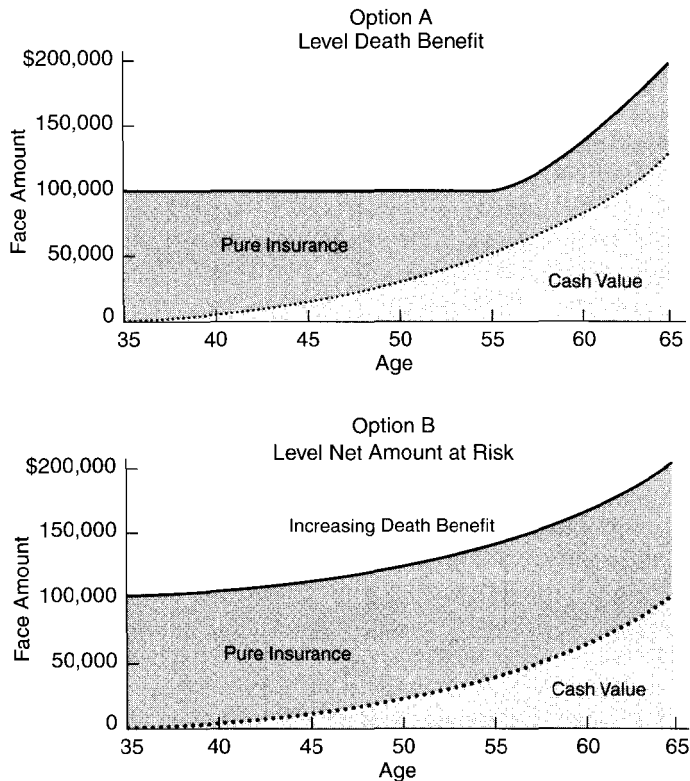 Option A
Level Death Benefit
$200,000
150,000
100,000
50,000
0
Face Amount
Pure Insurance
Cash Value
35 40 45 50 55 60 65
Age
Option B
Level Net Amount at Risk
$200,000
150,000
100,000
50,000
0
Face Amount
Increasing Death Benefit
Pure Insurance
Cash Value
35 40 45 50 55 60 65
Age